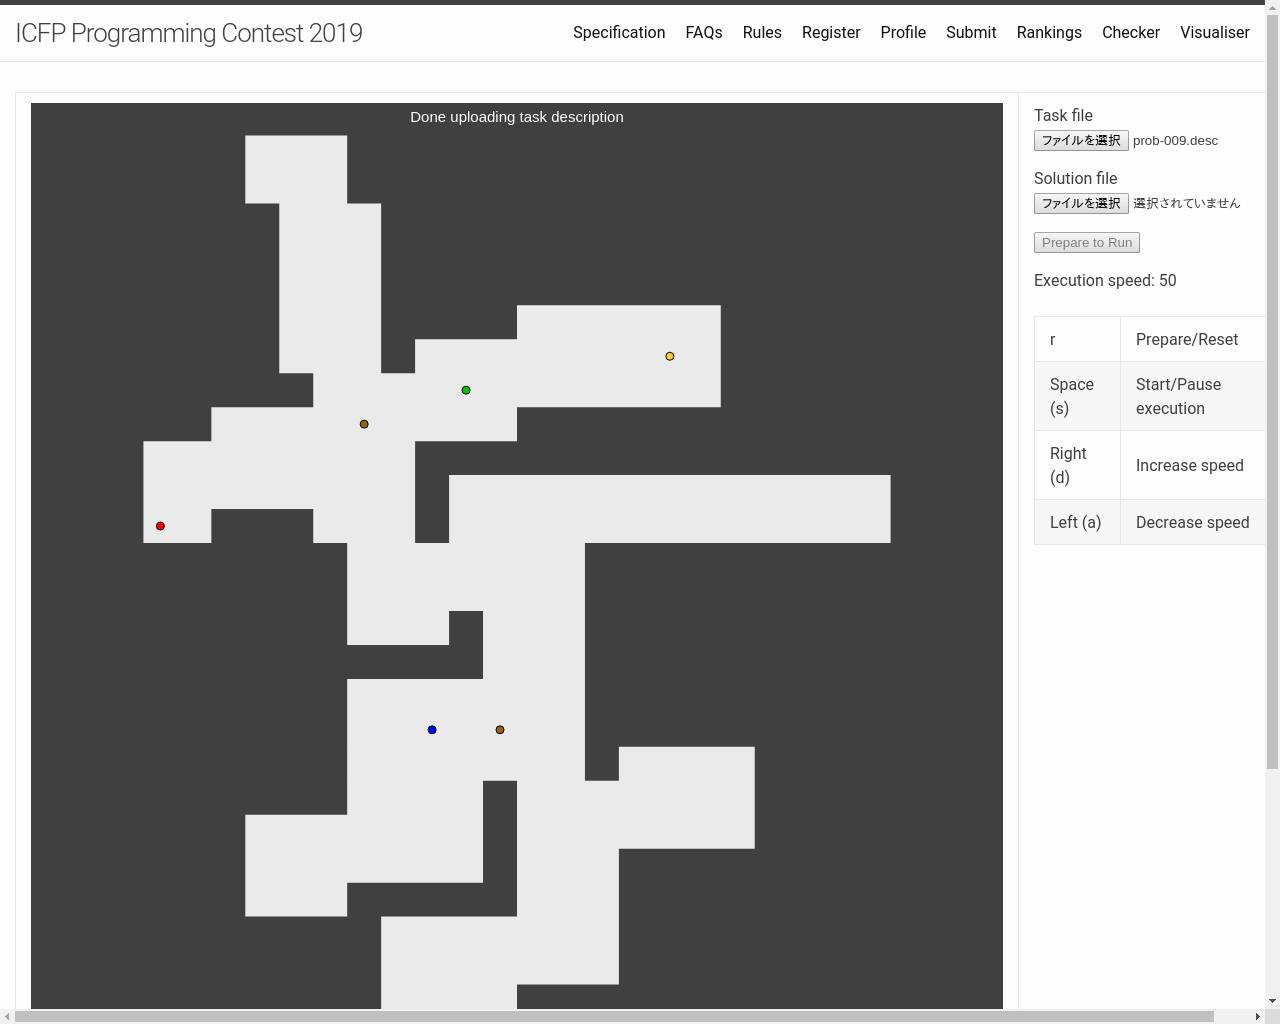 ICFP Programming Contest 2019
Specification FAQs Rules Register Profile Submit Rankings Checker Visualiser
Done uploading task description
Task file
ファイルを選択 prob-009.desc
Solution file
ファイルを選択 選択されていません
Prepare to Run
Execution speed: 50
r Prepare/Reset
Space (s) Start/Pause execution
Right (d) Increase speed
Left (a) Decrease speed